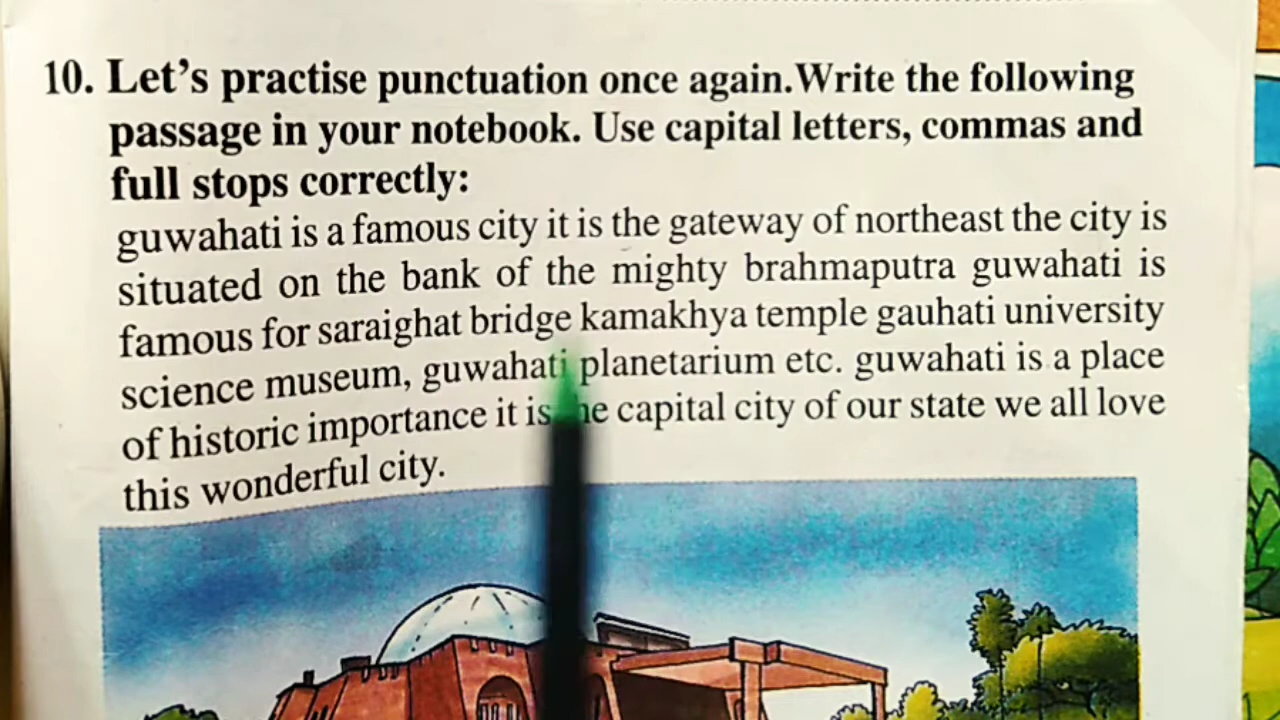 10. Let's practise punctuation once again.Write the following
passage in your notebook. Use capital letters, commas and
full stops correctly:
guwahati is a famous city it is the gateway of northeast the city is
situated on the bank of the mighty brahmaputra guwahati is
famous for saraighat bridge kamakhya temple gauhati university
science museum, guwahati planetarium etc. guwahati is a place
of historic importance it is capital city of our state we all love
this wonderful city.